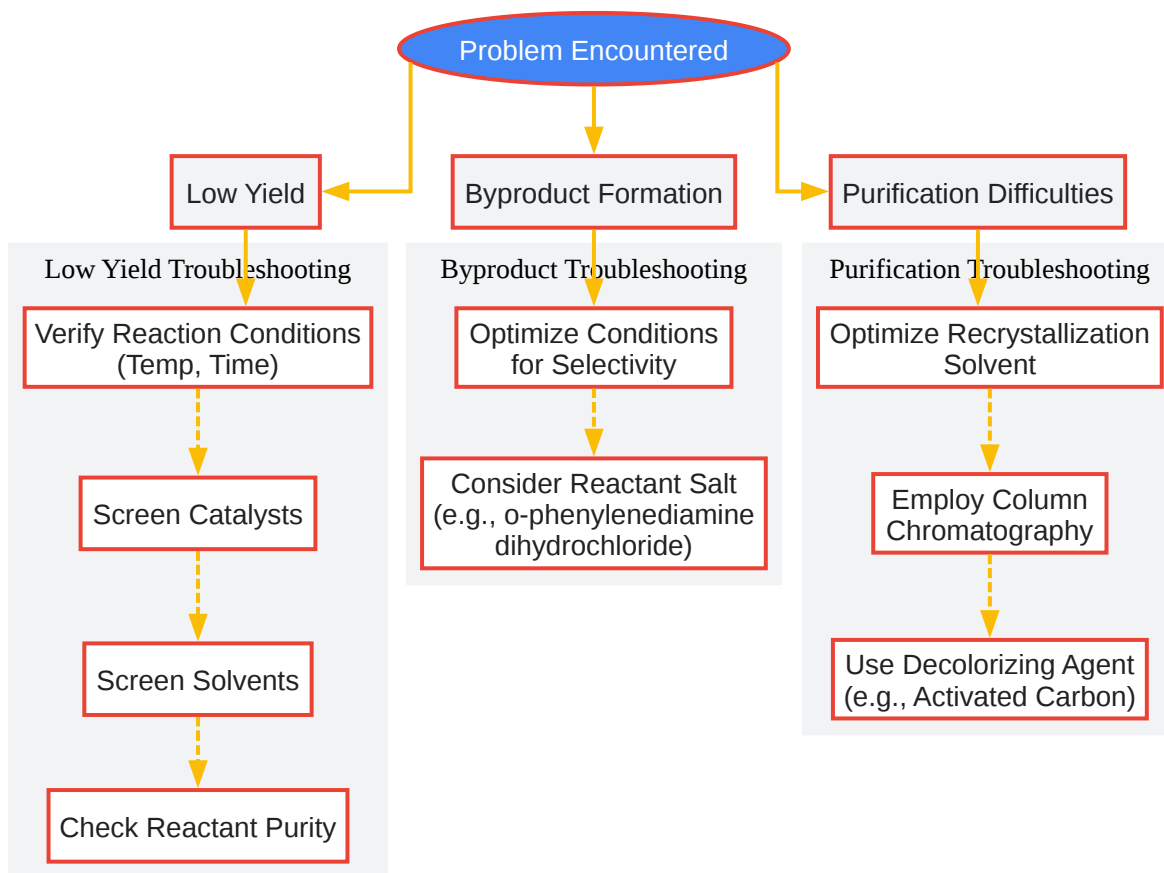 Problem Encountered
Low Yield
Byproduct Formation
Purification Difficulties
Low Yield Troubleshooting
Verify Reaction Conditions
(Temp, Time)
Screen Catalysts
Screen Solvents
Check Reactant Purity
Byproduct Troubleshooting
Optimize Conditions
for Selectivity
Consider Reactant Salt
(e.g., o-phenylenediamine
dihydrochloride)
Purification Troubleshooting
Optimize Recrystallization
Solvent
Employ Column
Chromatography
Use Decolorizing Agent
(e.g., Activated Carbon)